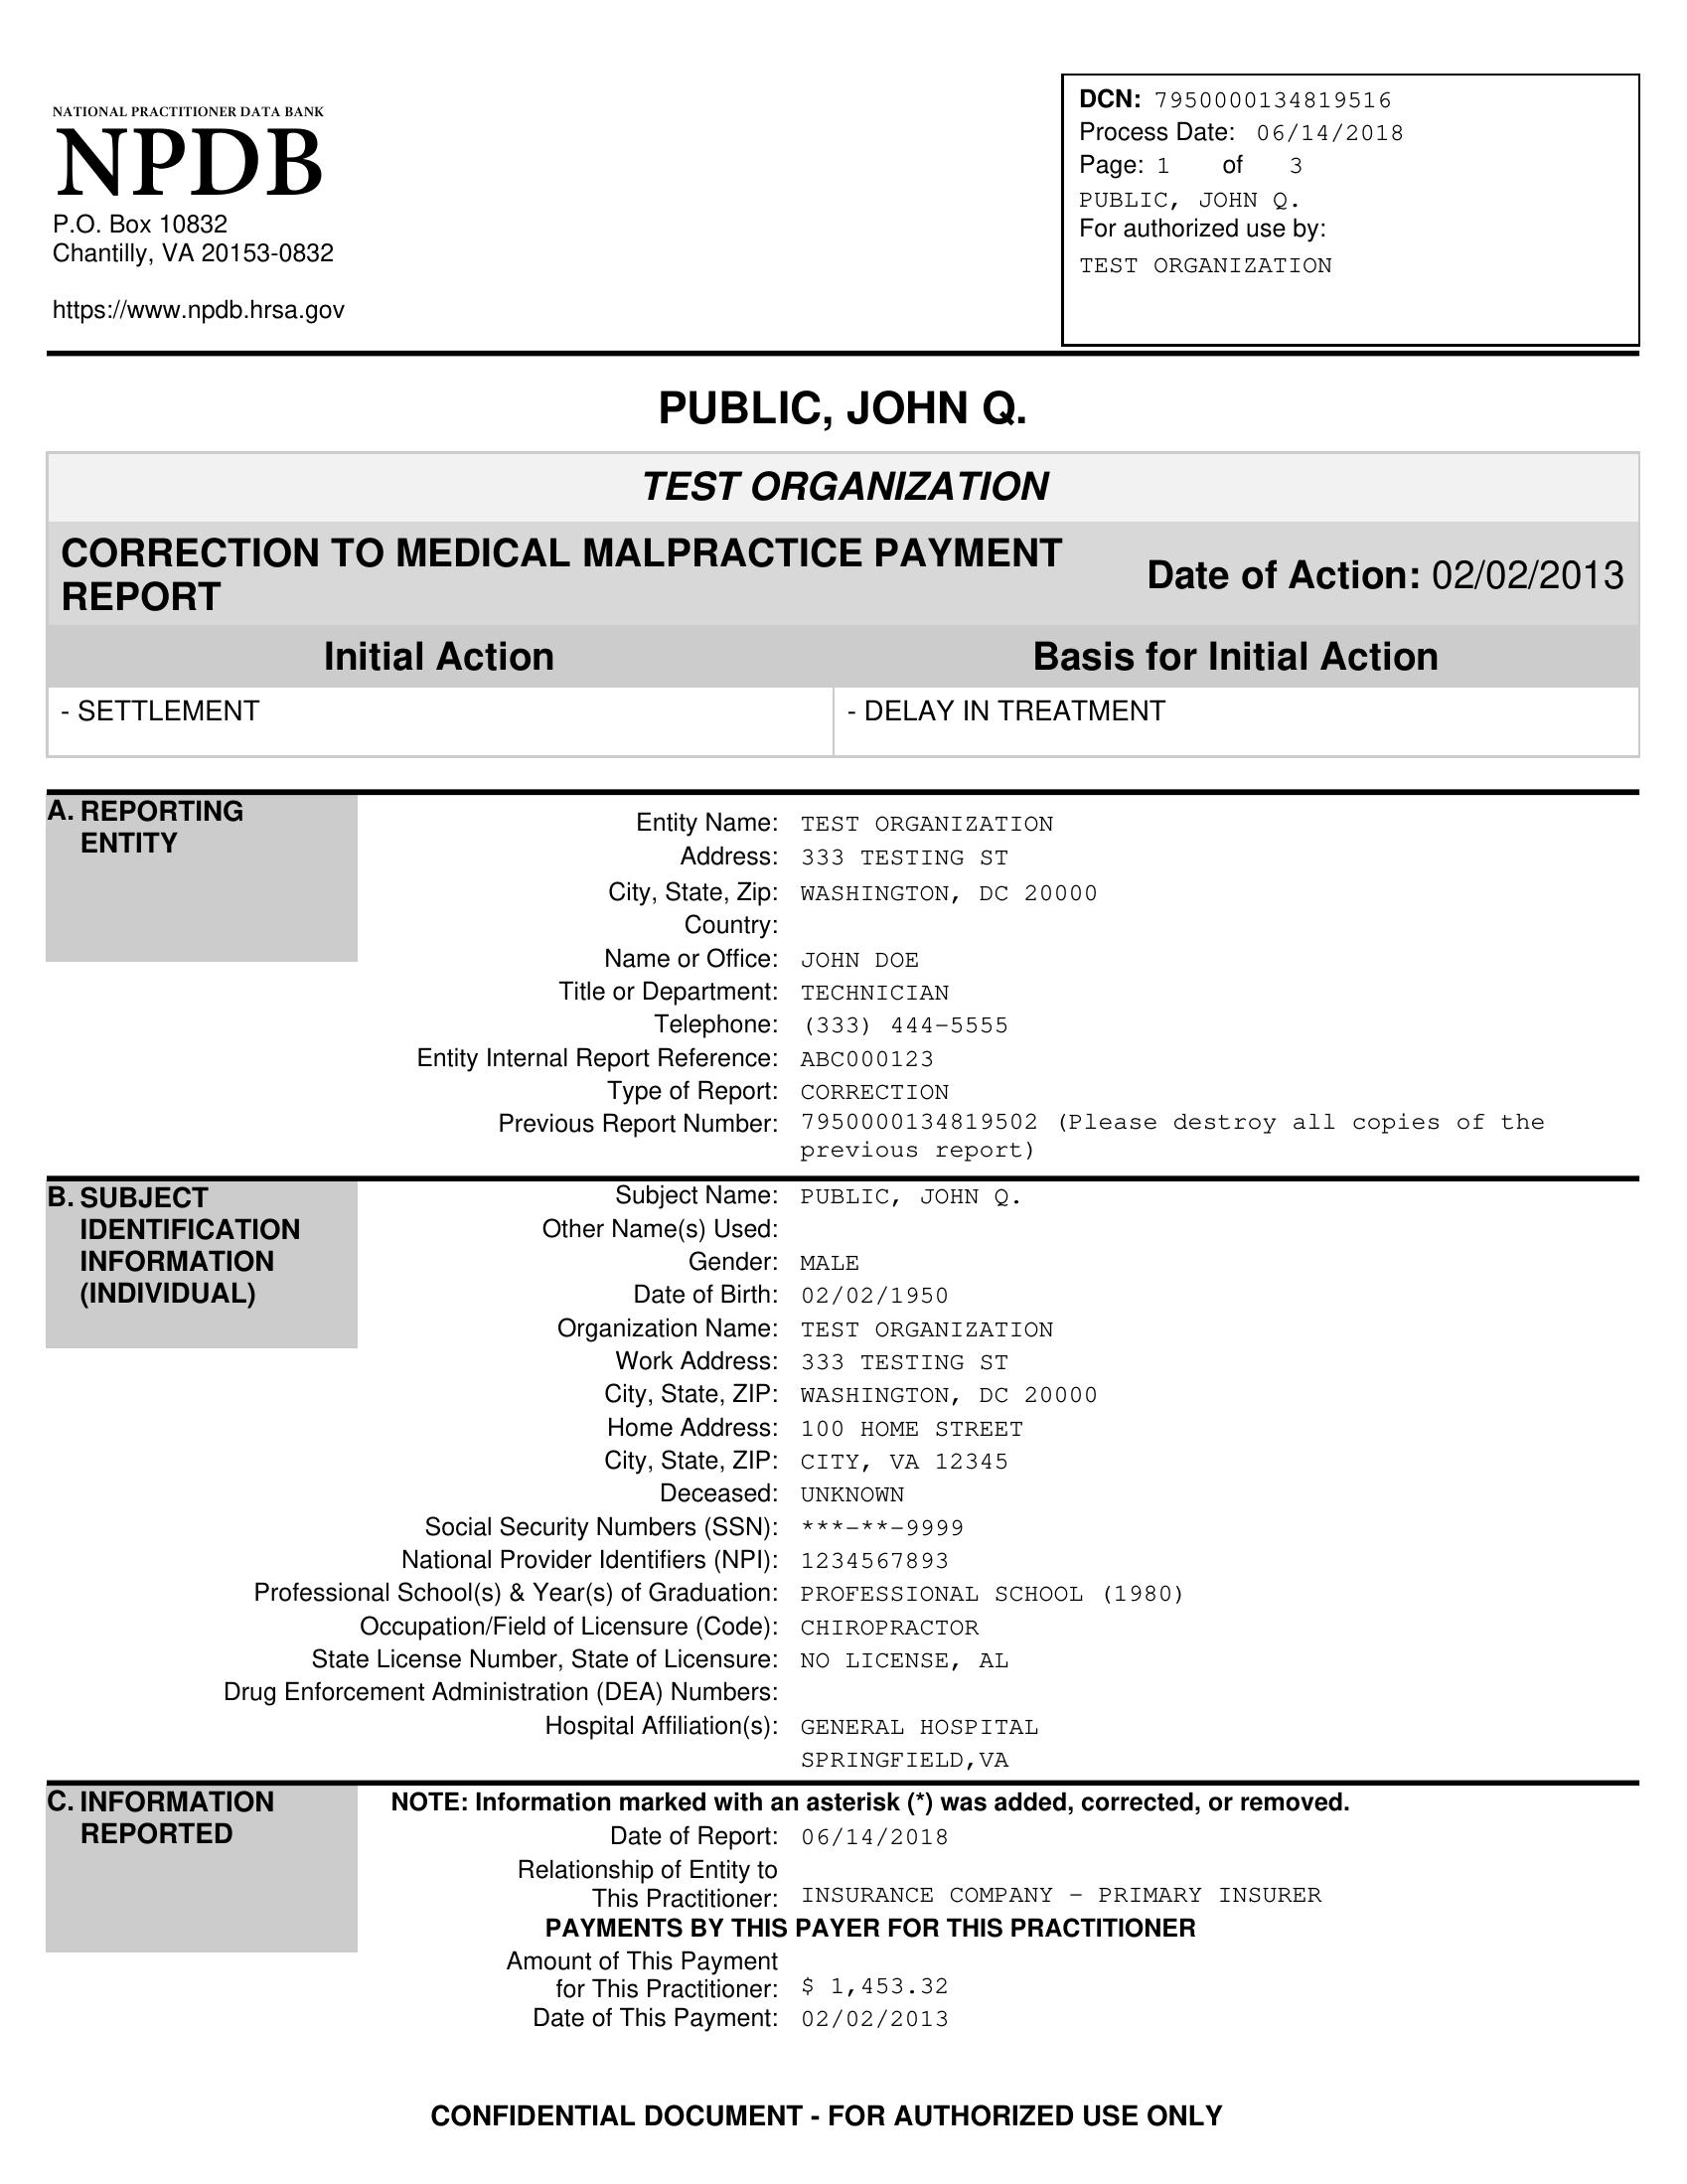 NATIONAL PRACTITIONER DATA BANK
NPDB
P.O. Box 10832
Chantilly, VA 20153-0832
https://www.npdb.hrsa.gov
DCN: 7950000134819516
Process Date: 06/14/2018
Page: 1 of 3
PUBLIC, JOHN Q.
For authorized use by:
TEST ORGANIZATION
PUBLIC, JOHN Q.
TEST ORGANIZATION
CORRECTION TO MEDICAL MALPRACTICE PAYMENT
REPORT
Date of Action: 02/02/2013
Initial Action
Basis for Initial Action
- SETTLEMENT
- DELAY IN TREATMENT
A. REPORTING
ENTITY
Entity Name: TEST ORGANIZATION
Address: 333 TESTING ST
City, State, Zip: WASHINGTON, DC 20000
Country:
Name or Office: JOHN DOE
Title or Department: TECHNICIAN
Telephone: (333) 444-5555
Entity Internal Report Reference: ABC000123
Type of Report: CORRECTION
Previous Report Number: 7950000134819502 (Please destroy all copies of the
previous report)
B. SUBJECT
IDENTIFICATION
INFORMATION
(INDIVIDUAL)
Subject Name: PUBLIC, JOHN Q.
Other Name(s) Used:
Gender: MALE
Date of Birth: 02/02/1950
Organization Name: TEST ORGANIZATION
Work Address: 333 TESTING ST
City, State, ZIP: WASHINGTON, DC 20000
Home Address: 100 HOME STREET
City, State, ZIP: CITY, VA 12345
Deceased: UNKNOWN
Social Security Numbers (SSN): ***-**-9999
National Provider Identifiers (NPI): 1234567893
Professional School(s) & Year(s) of Graduation: PROFESSIONAL SCHOOL (1980)
Occupation/Field of Licensure (Code): CHIROPRACTOR
State License Number, State of Licensure: NO LICENSE, AL
Drug Enforcement Administration (DEA) Numbers:
Hospital Affiliation(s): GENERAL HOSPITAL
SPRINGFIELD,VA
C. INFORMATION
REPORTED
NOTE: Information marked with an asterisk (*) was added, corrected, or removed.
Date of Report: 06/14/2018
Relationship of Entity to
This Practitioner: INSURANCE COMPANY - PRIMARY INSURER
PAYMENTS BY THIS PAYER FOR THIS PRACTITIONER
Amount of This Payment
for This Practitioner: $ 1,453.32
Date of This Payment: 02/02/2013
CONFIDENTIAL DOCUMENT - FOR AUTHORIZED USE ONLY